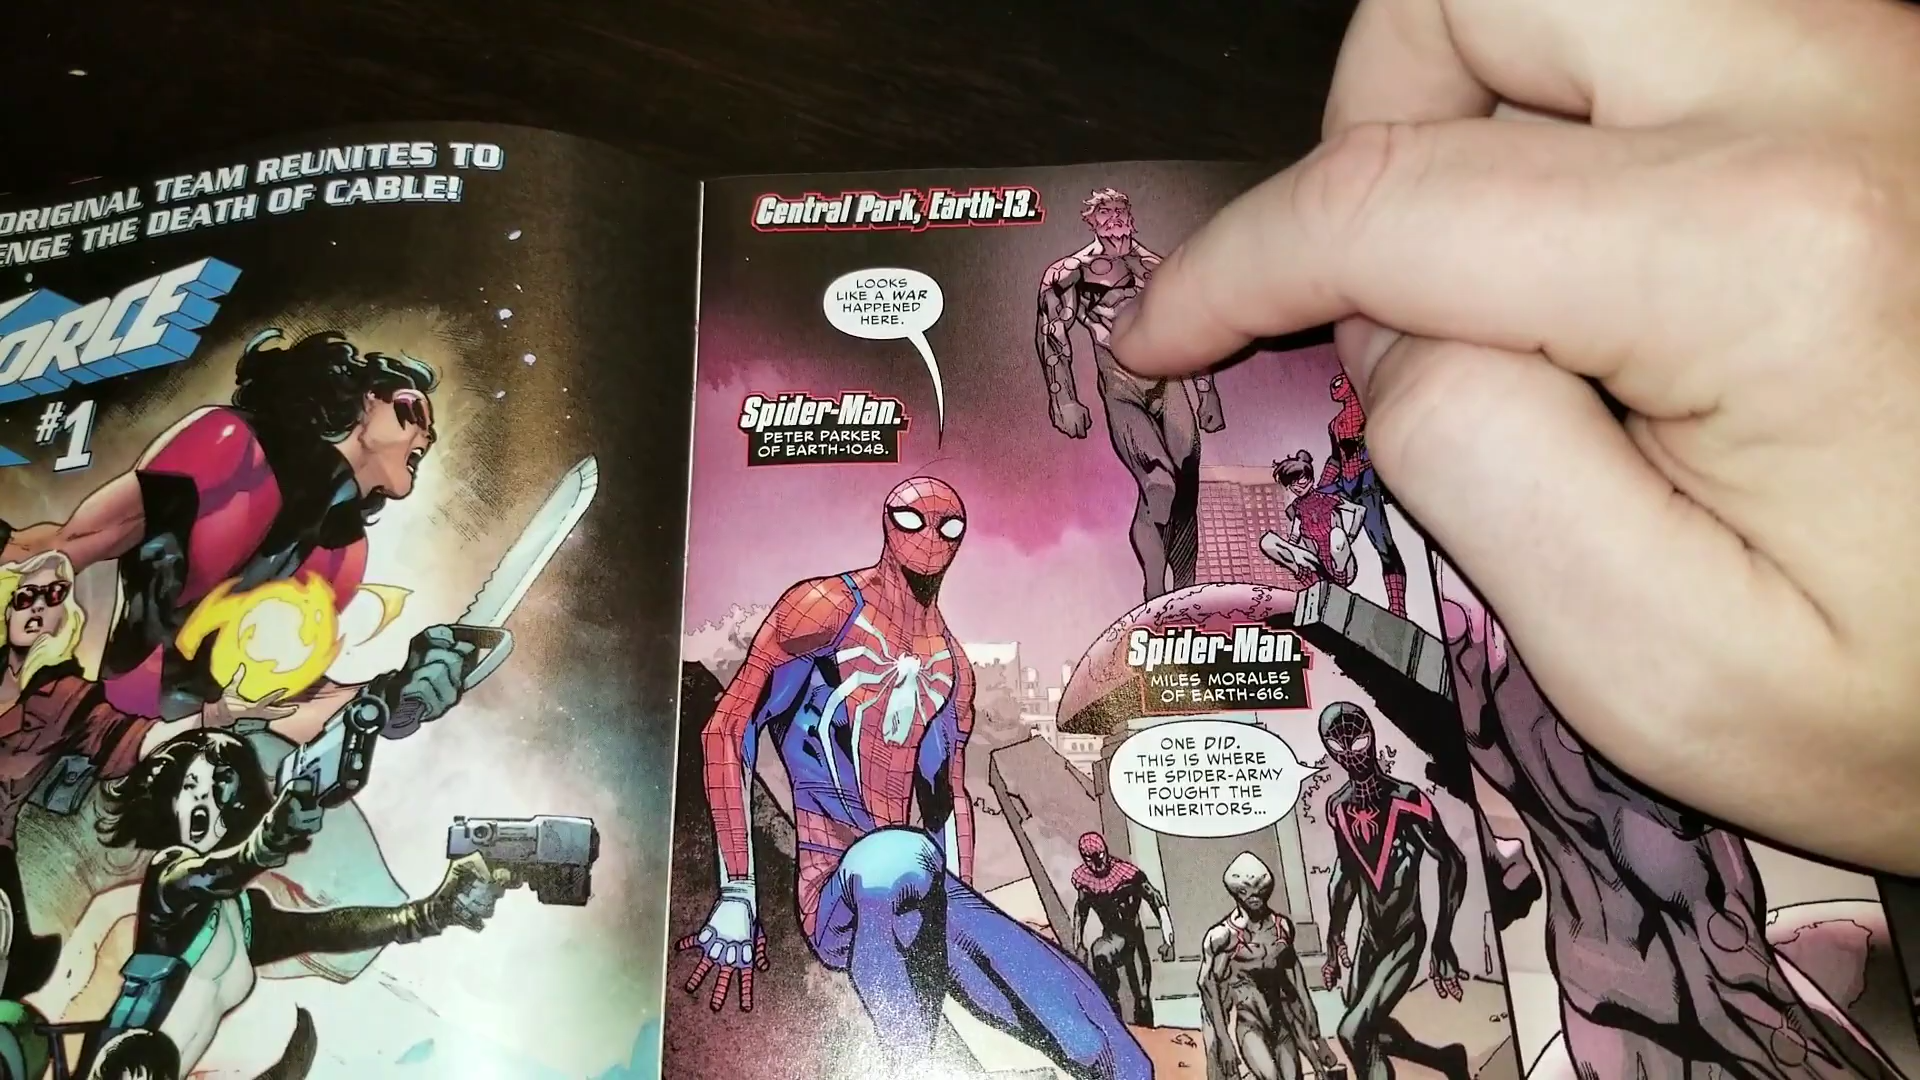 ORIGINAL TEAM REUNITES TO
THE DEATH OF CABLE!
#1
Central Park, Earth-13.
LOOKS
LIKE A WAR
HAPPENED
HERE.
Spider-Man.
PETER PARKER
OF EARTH-1048.
Spider-Man.
MILES MORALES
OF EARTH-616.
ONE DID.
THIS IS WHERE
THE SPIDER-ARMY
FOUGHT THE
INHERITORS...